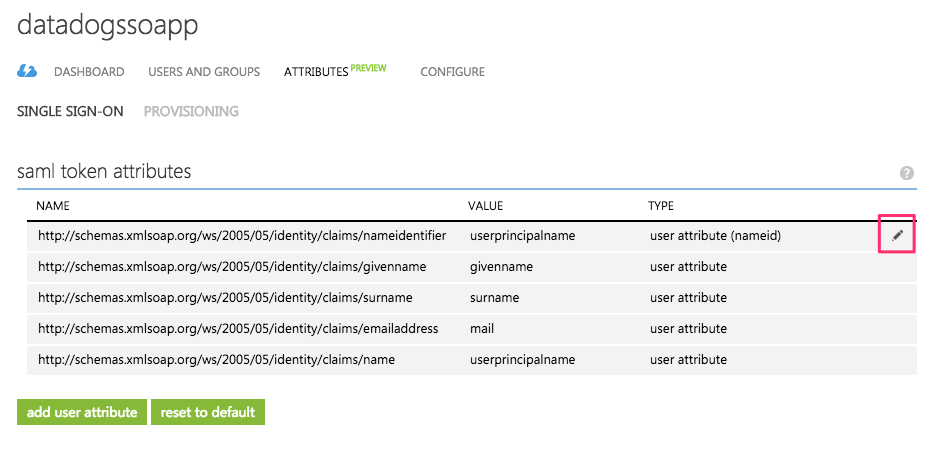 datadogssoapp
DASHBOARD USERS AND GROUPS ATTRIBUTES PREVIEW CONFIGURE
SINGLE SIGN-ON PROVISIONING
saml token attributes ?
NAME VALUE TYPE
http://schemas.xmlsoap.org/ws/2005/05/identity/claims/nameidentifier userprincipalname user attribute (nameid)
http://schemas.xmlsoap.org/ws/2005/05/identity/claims/givenname givenname user attribute
http://schemas.xmlsoap.org/ws/2005/05/identity/claims/surname surname user attribute
http://schemas.xmlsoap.org/ws/2005/05/identity/claims/emailaddress mail user attribute
http://schemas.xmlsoap.org/ws/2005/05/identity/claims/name userprincipalname user attribute
add user attribute reset to default